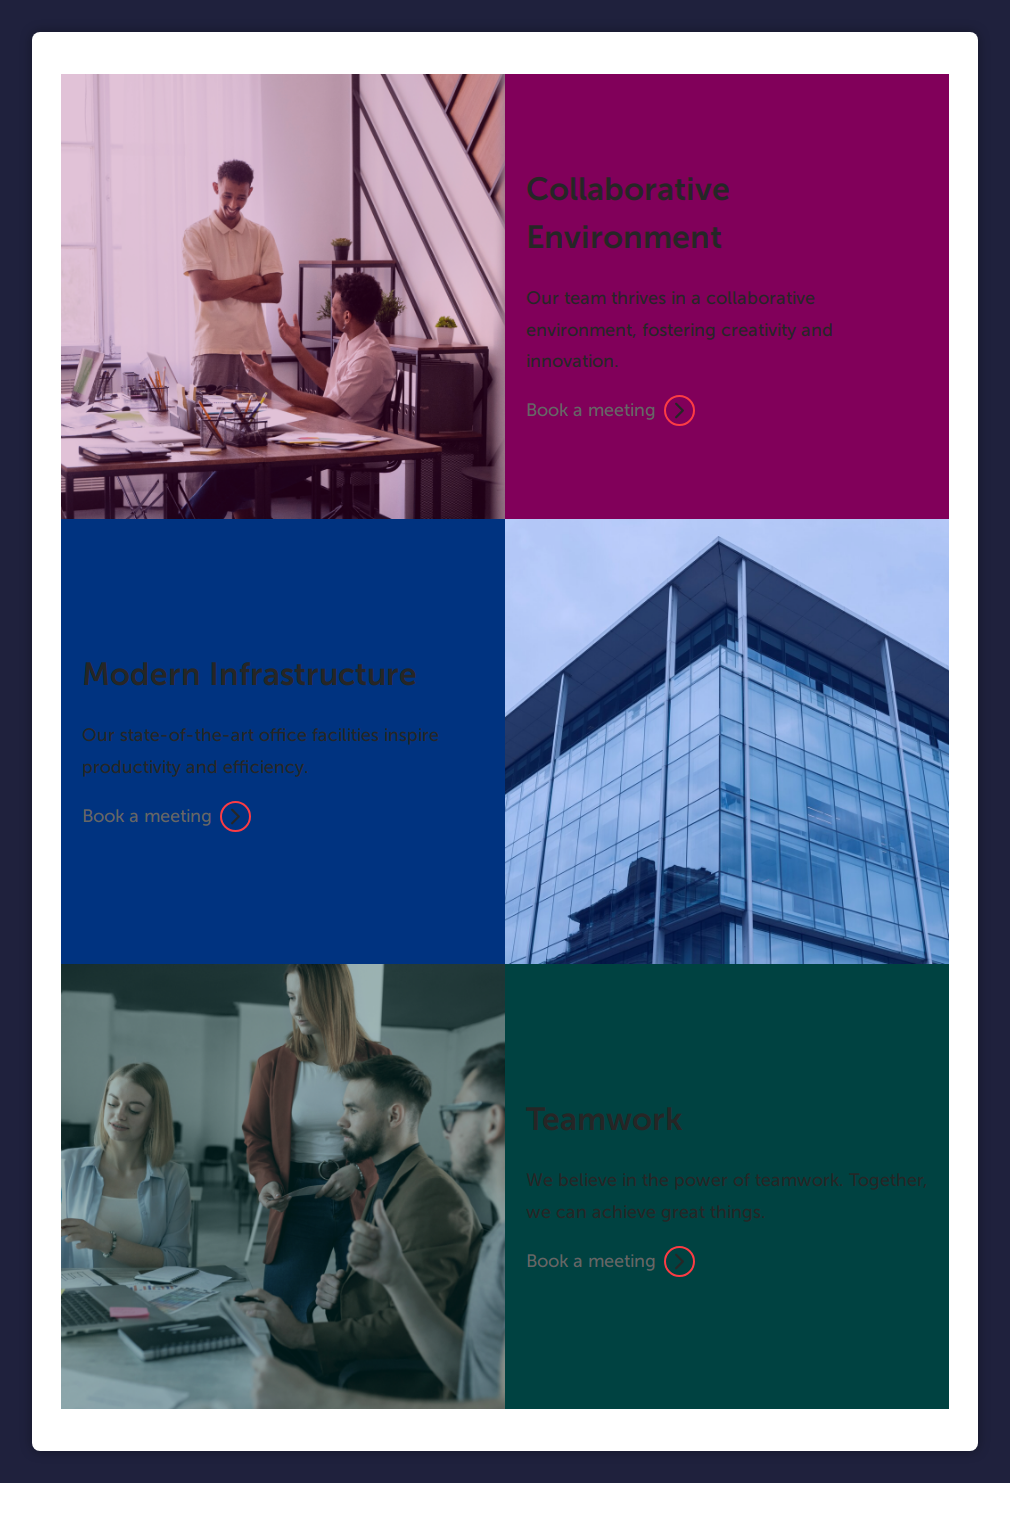 Collaborative
Environment
Our team thrives in a collaborative
environment, fostering creativity and
innovation.
Book a meeting
Modern Infrastructure
Our state-of-the-art office facilities inspire
productivity and efficiency.
Book a meeting
Teamwork
We believe in the power of teamwork. Together,
we can achieve great things.
Book a meeting